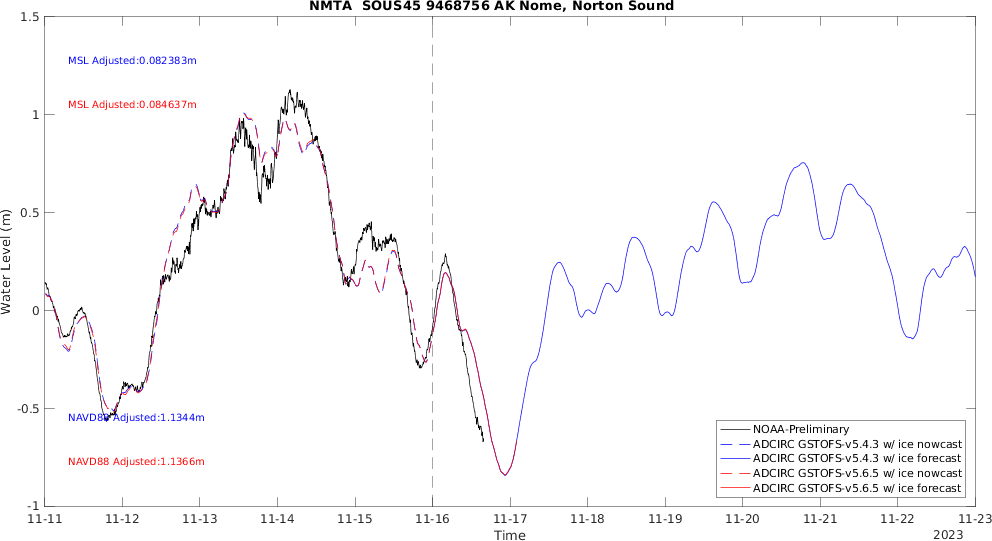 NMTA SOUS45 9468756 AK Nome, Norton Sound
1.5
MSL Adjusted:0.082383m
1
MSL Adjusted:0.084637m
0.5
Water Level (m)
0
-0.5
NAVD88 Adjusted:1.1344m
NAVD88 Adjusted:1.1366m
-1
NOAA-Preliminary
ADCIRC GSTOFS-v5.4.3 w/ ice nowcast
ADCIRC GSTOFS-v5.4.3 w/ ice forecast
ADCIRC GSTOFS-v5.6.5 w/ ice nowcast
ADCIRC GSTOFS-v5.6.5 w/ ice forecast
11-11 11-12 11-13 11-14 11-15 11-16 11-17 11-18 11-19 11-20 11-21 11-22 11-23
Time
2023